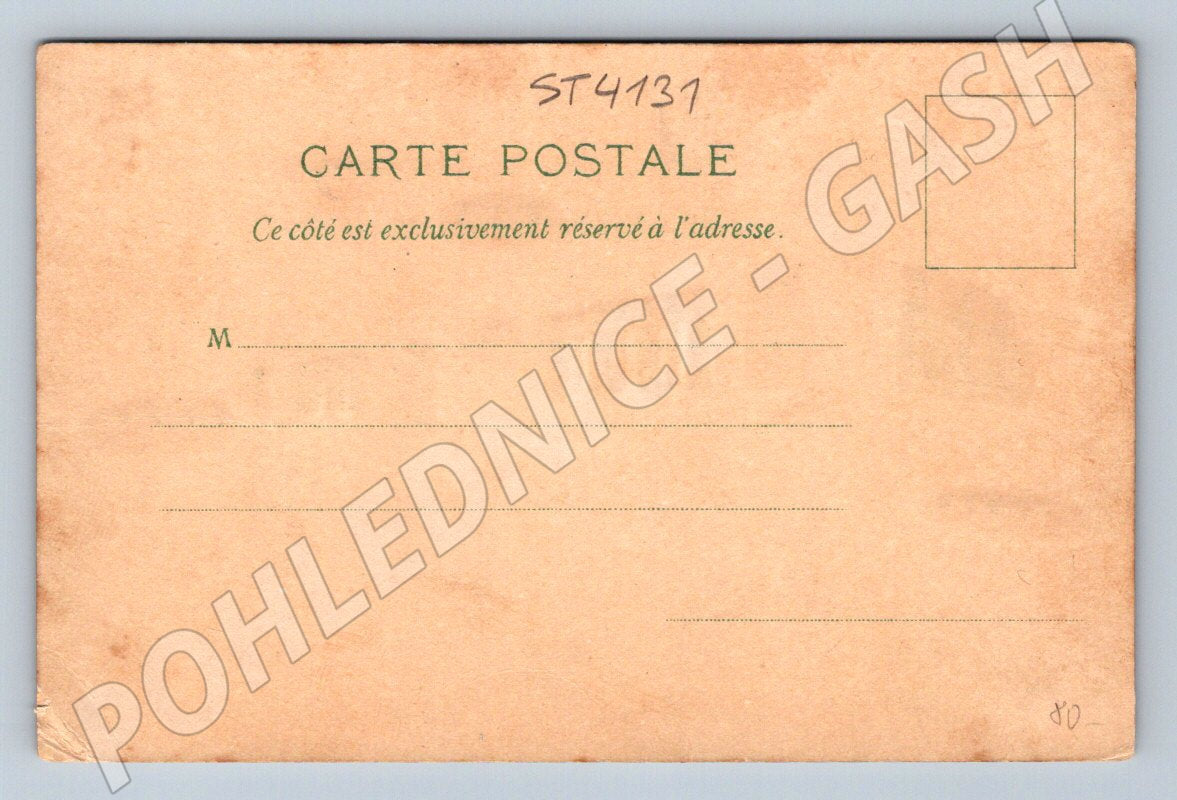 ST4131
CARTE POSTALE
Ce côté est exclusivement réservé à l'adresse.
M
80-
POHLEDNICE - GASH